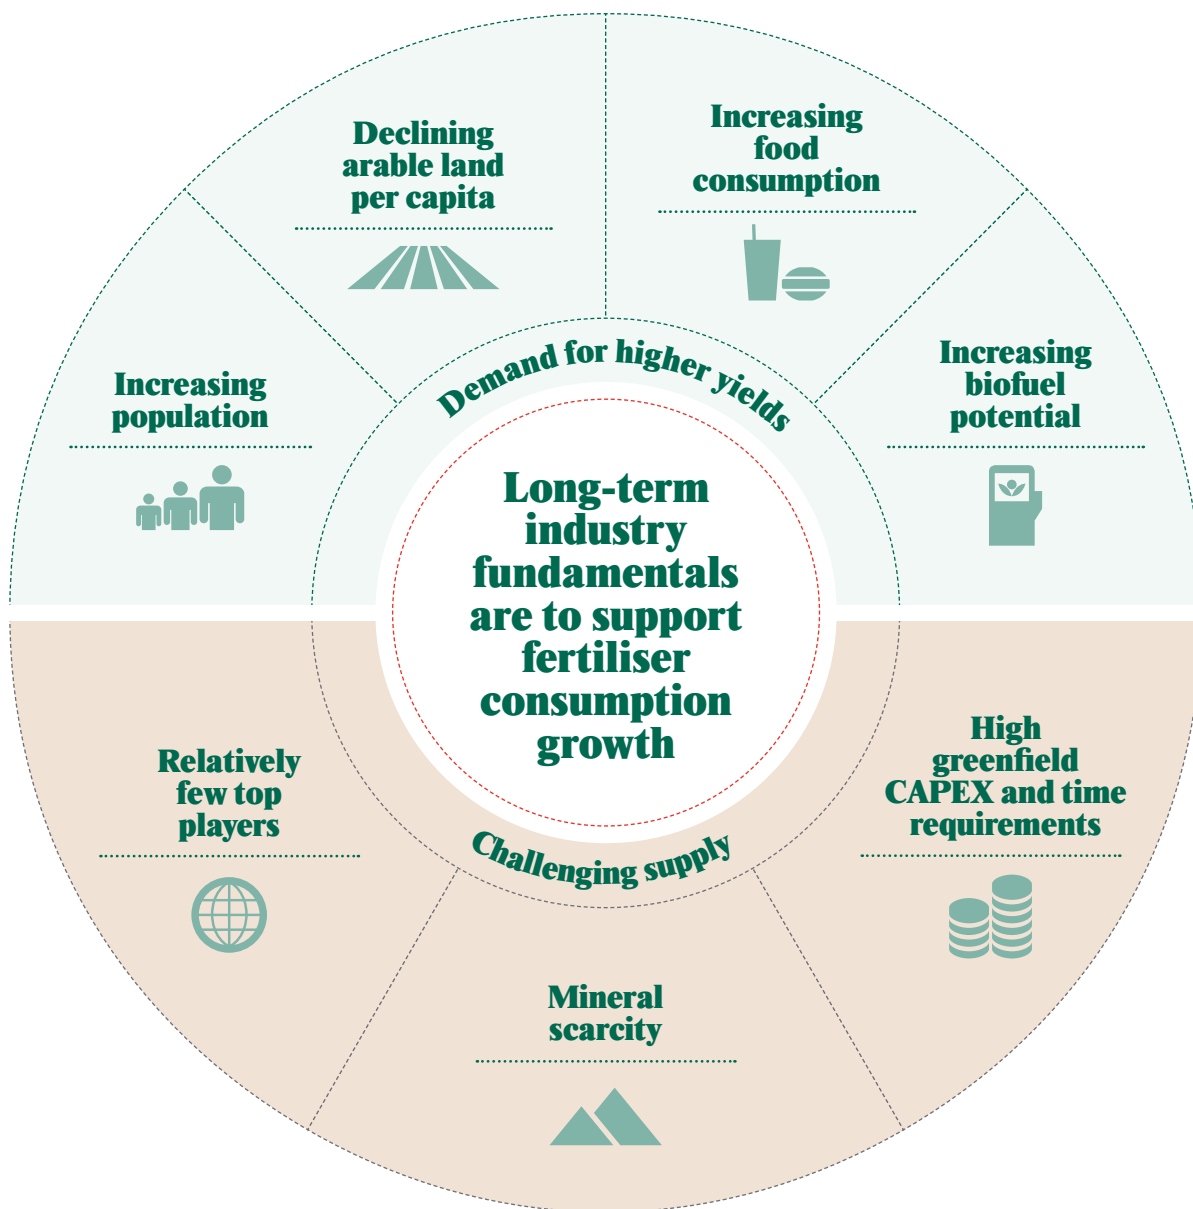 Declining
arable land
per capita
Increasing
food
consumption
Increasing
population
Increasing
biofuel
potential
Demand for higher yields
Long-term
industry
fundamentals
are to support
fertiliser
consumption
growth
Relatively
few top
players
High
greenfield
CAPEX and time
requirements
Challenging supply
Mineral
scarcity